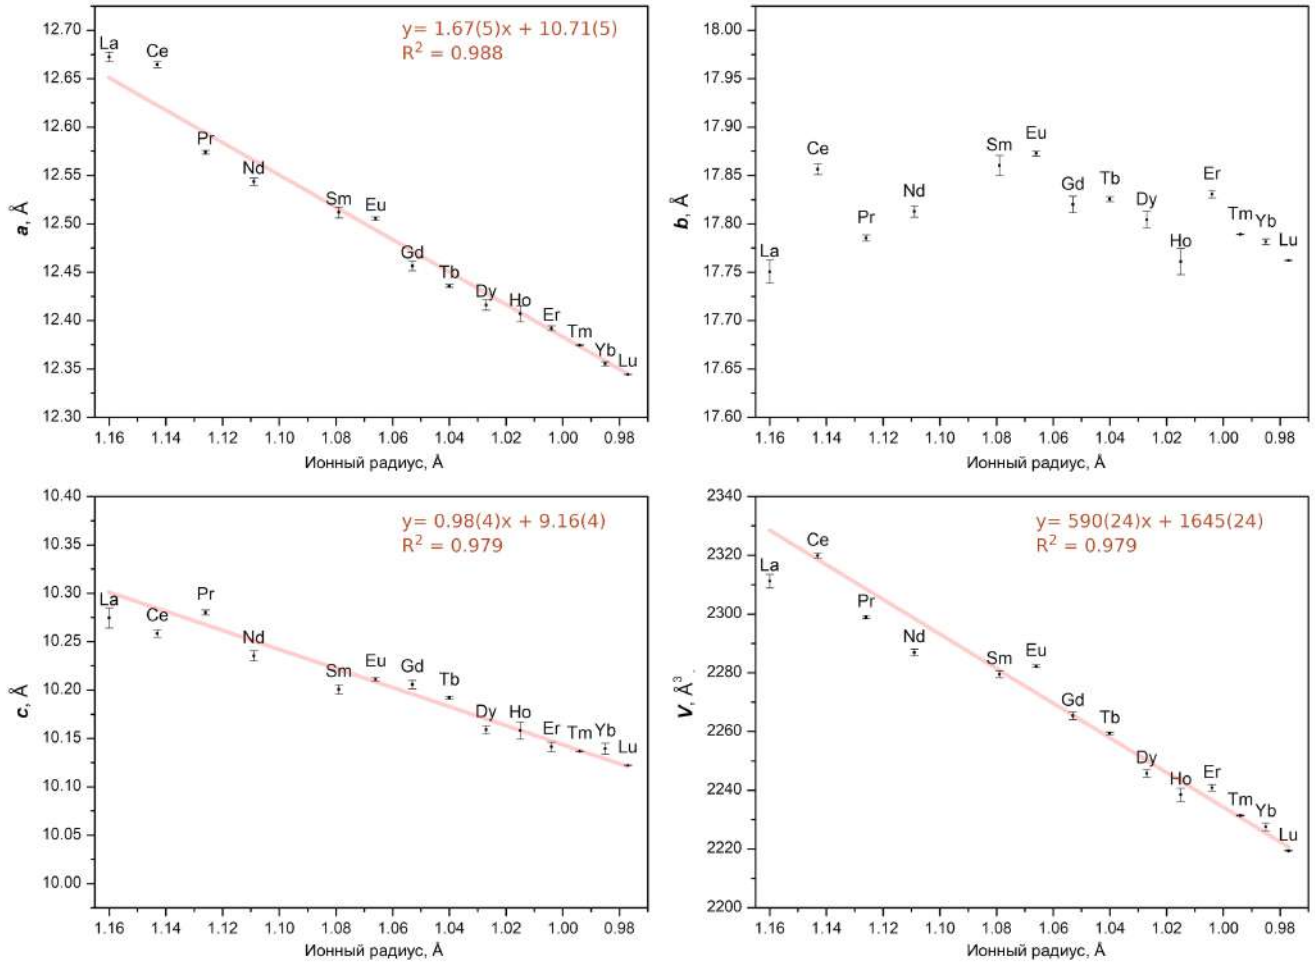 y= 1.67(5)x + 10.71(5)
R² = 0.988
12.70
12.65
12.60
12.55
12.50
12.45
12.40
12.35
12.30
a, Å
La
Ce
Pr
Nd
Sm
Eu
Gd
Tb
Dy
Ho
Er
Tm
Yb
Lu
1.16 1.14 1.12 1.10 1.08 1.06 1.04 1.02 1.00 0.98
Ионный радиус, Å
18.00
17.95
17.90
17.85
17.80
17.75
17.70
17.65
17.60
b, Å
La
Ce
Pr
Nd
Sm
Eu
Gd
Tb
Dy
Ho
Er
Tm
Yb
Lu
1.16 1.14 1.12 1.10 1.08 1.06 1.04 1.02 1.00 0.98
Ионный радиус, Å
y= 0.98(4)x + 9.16(4)
R² = 0.979
10.40
10.35
10.30
10.25
10.20
10.15
10.10
10.05
10.00
c, Å
La
Ce
Pr
Nd
Sm
Eu
Gd
Tb
Dy
Ho
Er
Tm
Yb
Lu
1.16 1.14 1.12 1.10 1.08 1.06 1.04 1.02 1.00 0.98
Ионный радиус, Å
y= 590(24)x + 1645(24)
R² = 0.979
2340
2320
2300
2280
2260
2240
2220
2200
V, Å³
La
Ce
Pr
Nd
Sm
Eu
Gd
Tb
Dy
Ho
Er
Tm
Yb
Lu
1.16 1.14 1.12 1.10 1.08 1.06 1.04 1.02 1.00 0.98
Ионный радиус, Å